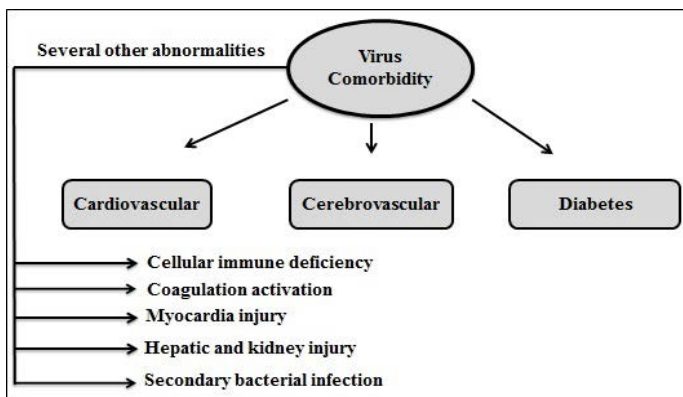 Several other abnormalities
Virus
Comorbidity
Cardiovascular
Cerebrovascular
Diabetes
Cellular immune deficiency
Coagulation activation
Myocardia injury
Hepatic and kidney injury
Secondary bacterial infection